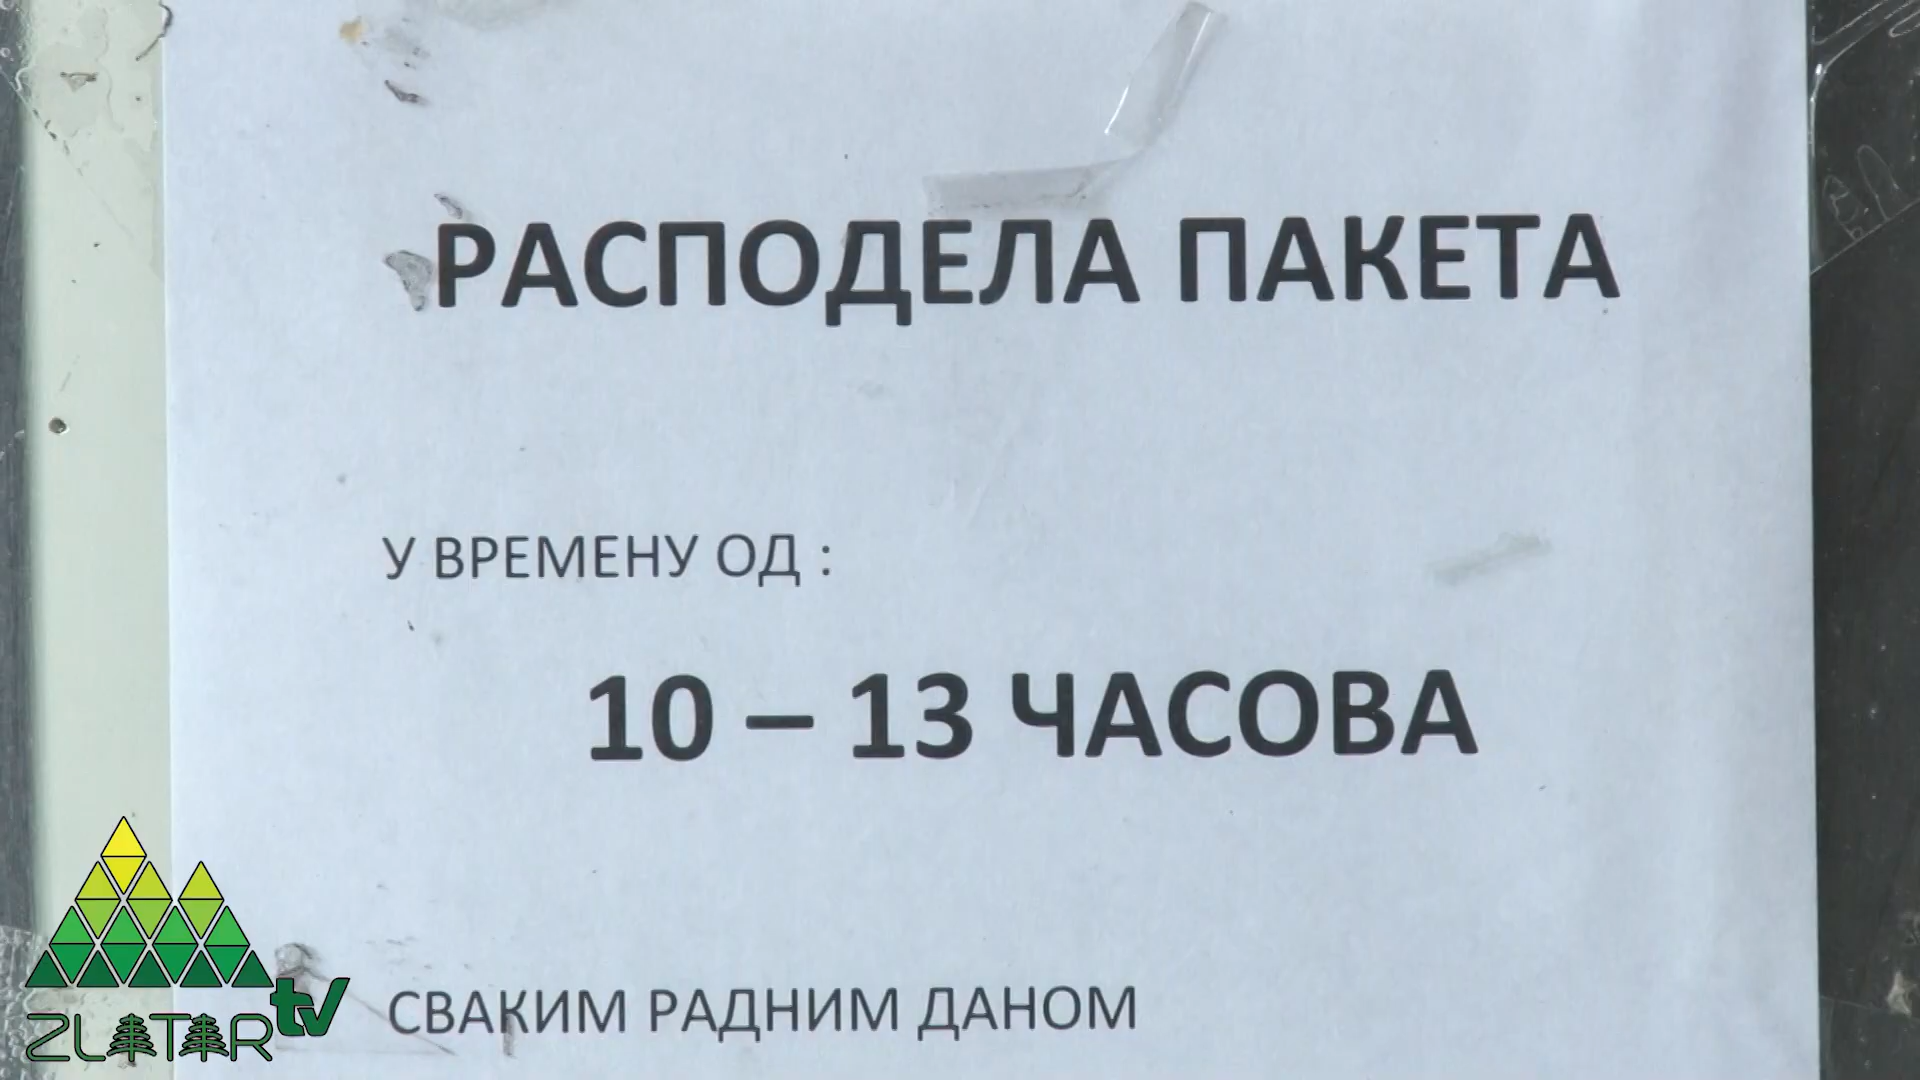 РАСПОДЕЛА ПАКЕТА
У ВРЕМЕНУ ОД :
10 – 13 ЧАСОВА
СВАКИМ РАДНИМ ДАНОМ
ZLATAR tv